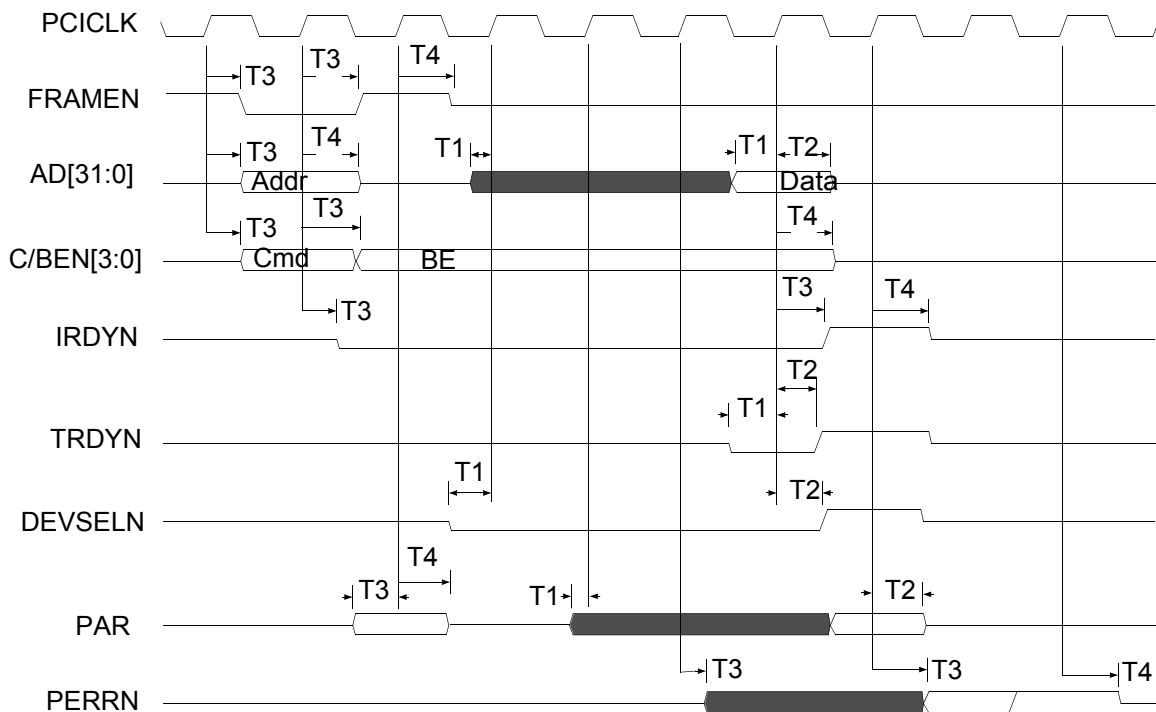 PCICLK
T3 T3 T4
FRAMEN
T3 T4 T1 T1 T2
AD[31:0] Addr Data
T3 T3 T4
C/BEN[3:0] Cmd BE
T3 T3 T4
IRDYN
T2
T1
TRDYN
T1 T2
DEVSELN
T4
T3 T1 T2
PAR
T3 T3 T4
PERRN